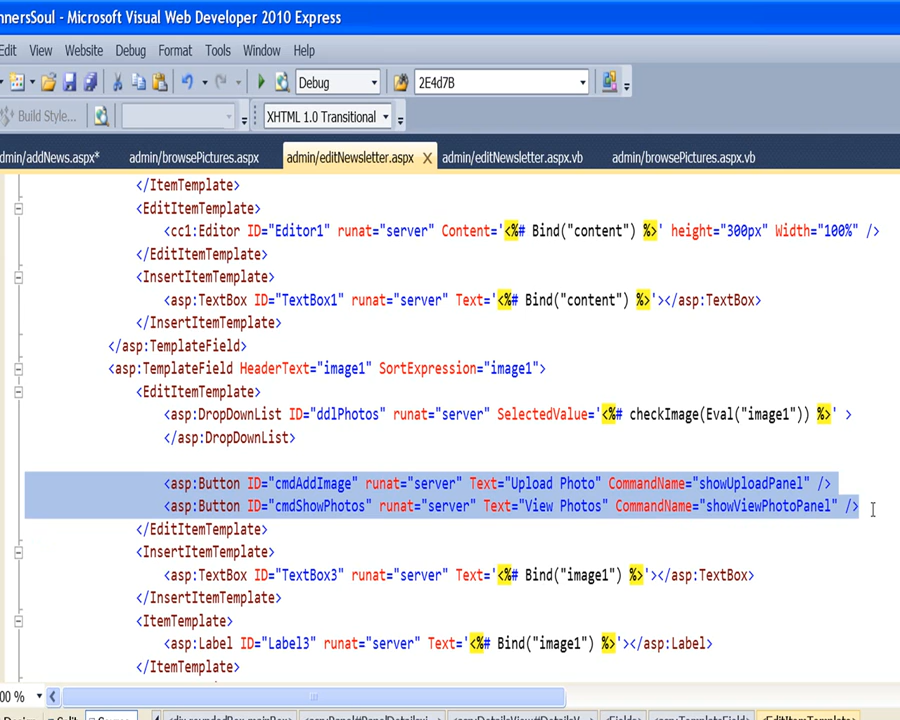 nnersSoul - Microsoft Visual Web Developer 2010 Express
Edit View Website Debug Format Tools Window Help
Debug 2E4d7B
Build Style... XHTML 1.0 Transitional
dmin/addNews.aspx* admin/browsePictures.aspx admin/editNewsletter.aspx admin/editNewsletter.aspx.vb admin/browsePictures.aspx.vb
</ItemTemplate>
<EditItemTemplate>
<cc1:Editor ID="Editor1" runat="server" Content='<%# Bind("content") %>' height="300px" Width="100%" />
</EditItemTemplate>
<InsertItemTemplate>
<asp:TextBox ID="TextBox1" runat="server" Text='<%# Bind("content") %>'></asp:TextBox>
</InsertItemTemplate>
</asp:TemplateField>
<asp:TemplateField HeaderText="image1" SortExpression="image1">
<EditItemTemplate>
<asp:DropDownList ID="ddlPhotos" runat="server" SelectedValue='<%# checkImage(Eval("image1")) %>' >
</asp:DropDownList>
<asp:Button ID="cmdAddImage" runat="server" Text="Upload Photo" CommandName="showUploadPanel" />
<asp:Button ID="cmdShowPhotos" runat="server" Text="View Photos" CommandName="showViewPhotoPanel" />
</EditItemTemplate>
<InsertItemTemplate>
<asp:TextBox ID="TextBox3" runat="server" Text='<%# Bind("image1") %>'></asp:TextBox>
</InsertItemTemplate>
<ItemTemplate>
<asp:Label ID="Label3" runat="server" Text='<%# Bind("image1") %>'></asp:Label>
</ItemTemplate>
00 %